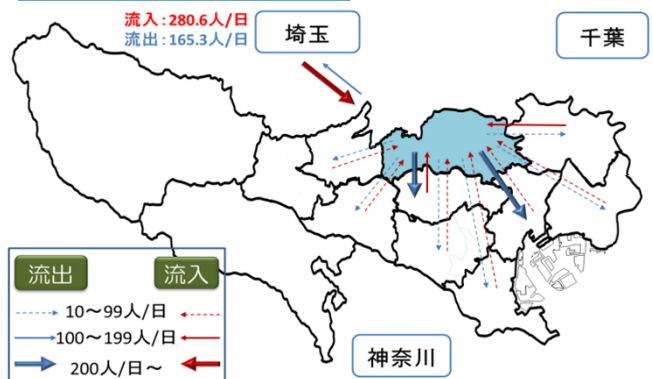 流入：280.6人/日
流出：165.3人/日
埼玉
千葉
流出
流入
10～99人/日
100～199人/日
200人/日～
神奈川